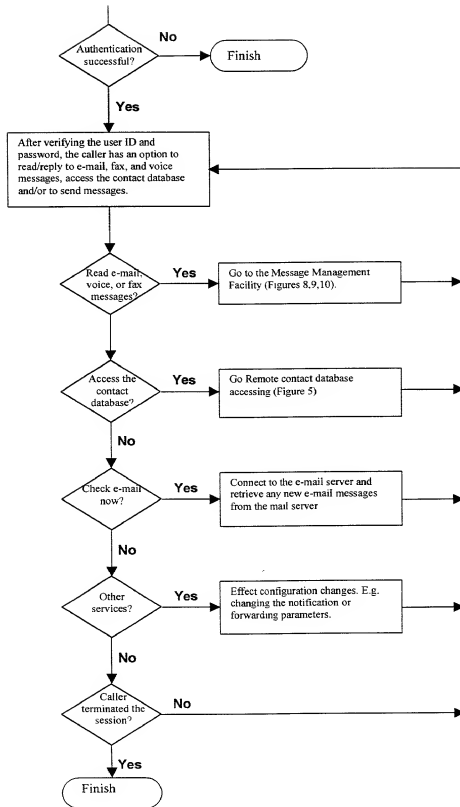 No
Authentication
successful?
Finish
Yes
After verifying the user ID and
password, the caller has an option to
read/reply to e-mail, fax, and voice
messages, access the contact database
and/or to send messages.
Read e-mail,
voice, or fax
messages?
Yes
Go to the Message Management
Facility (Figures 8,9,10).
Access the
contact
database?
Yes
Go Remote contact database
accessing (Figure 5)
No
Check e-mail
now?
Yes
Connect to the e-mail server and
retrieve any new e-mail messages
from the mail server
No
Other
services?
Yes
Effect configuration changes. E.g.
changing the notification or
forwarding parameters.
No
Caller
terminated the
session?
No
Yes
Finish